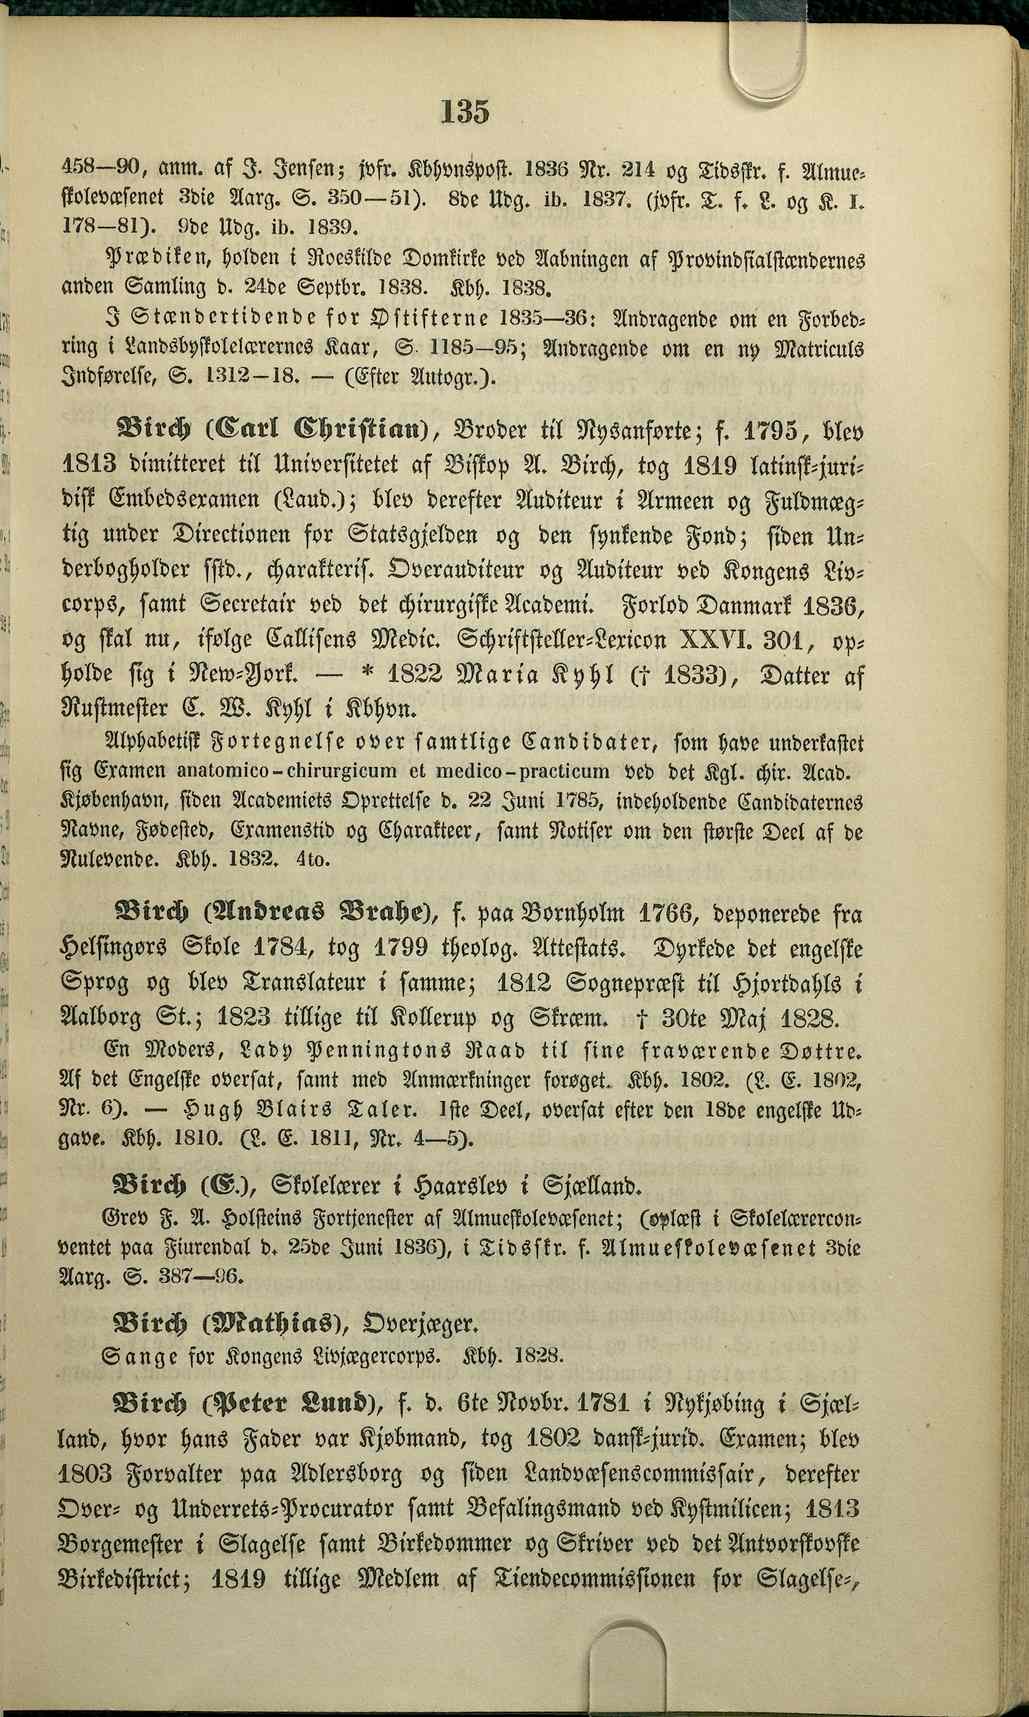 135
458—90, anm. af J. Jensen; jvfr. Kbhvnspost. 1836 Nr. 214 og Tidsskr. f. Almue-
skolevæsenet 3die Aarg. S. 350—51). 8de Udg. ib. 1837. (jvfr. T. f. L. og K. I.
178—81). 9de Udg. ib. 1839.
Prædiken, holden i Roeskilde Domkirke ved Aabningen af Provindsialstændernes
anden Samling d. 24de Septbr. 1838. Kbh. 1838.
I Stændertidende for Østifterne 1835—36: Andragende om en Forbed-
ring i Landsbyskolelærernes Kaar, S. 1185—95; Andragende om en ny Matriculs
Indførelse, S. 1312—18. — (Efter Autogr.).
Birch (Carl Christian), Broder til Nysanførte; f. 1795, blev
1813 dimitteret til Universitetet af Biskop A. Birch, tog 1819 latinsk-juri-
disk Embedsexamen (Laud.); blev derefter Auditeur i Armeen og Fuldmæg-
tig under Directionen for Statsgjelden og den synkende Fond; siden Un-
derbogholder sstd., charakteris. Overauditeur og Auditeur ved Kongens Liv-
corps, samt Secretair ved det chirurgiske Academi. Forlod Danmark 1836,
og skal nu, ifølge Callisens Medic. Schriftsteller-Lexicon XXVI. 301, op-
holde sig i New-York. — * 1822 Maria Kyhl († 1833), Datter af
Rustmester C. W. Kyhl i Kbhvn.
Alphabetisk Fortegnelse over samtlige Candidater, som have underkastet
sig Examen anatomico-chirurgicum et medico-practicum ved det Kgl. chir. Acad.
Kjøbenhavn, siden Academiets Oprettelse d. 22 Juni 1785, indeholdende Candidaternes
Navne, Fødested, Examenstid og Charakteer, samt Notiser om den største Deel af de
Nulevende. Kbh. 1832. 4to.
Birch (Andreas Brahe), f. paa Bornholm 1766, deponerede fra
Helsingørs Skole 1784, tog 1799 theolog. Attestats. Dyrkede det engelske
Sprog og blev Translateur i samme; 1812 Sognepræst til Hjortdahls i
Aalborg St.; 1823 tillige til Kollerup og Skræm. † 30te Maj 1828.
En Moders, Lady Penningtons Raad til sine fraværende Døttre.
Af det Engelske oversat, samt med Anmærkninger forøget. Kbh. 1802. (L. E. 1802,
Nr. 6). — Hugh Blairs Taler. 1ste Deel, oversat efter den 18de engelske Ud-
gave. Kbh. 1810. (L. E. 1811, Nr. 4—5).
Birch (E.), Skolelærer i Haarslev i Sjælland.
Grev F. A. Holsteins Fortjenester af Almueskolevæsenet; (oplæst i Skolelærercon-
ventet paa Fiurendal d. 25de Juni 1836), i Tidsskr. f. Almueskolevæsenet 3die
Aarg. S. 387—96.
Birch (Mathias), Overjæger.
Sange for Kongens Livjægercorps. Kbh. 1828.
Birch (Peter Lund), f. d. 6te Novbr. 1781 i Nykjøbing i Sjæl-
land, hvor hans Fader var Kjøbmand, tog 1802 dansk-jurid. Examen; blev
1803 Forvalter paa Adlersborg og siden Landvæsenscommissair, derefter
Over- og Underrets-Procurator samt Befalingsmand ved Kystmilicen; 1813
Borgemester i Slagelse samt Birkedommer og Skriver ved det Antvorskovske
Birkedistrict; 1819 tillige Medlem af Tiendecommissionen for Slagelse-,